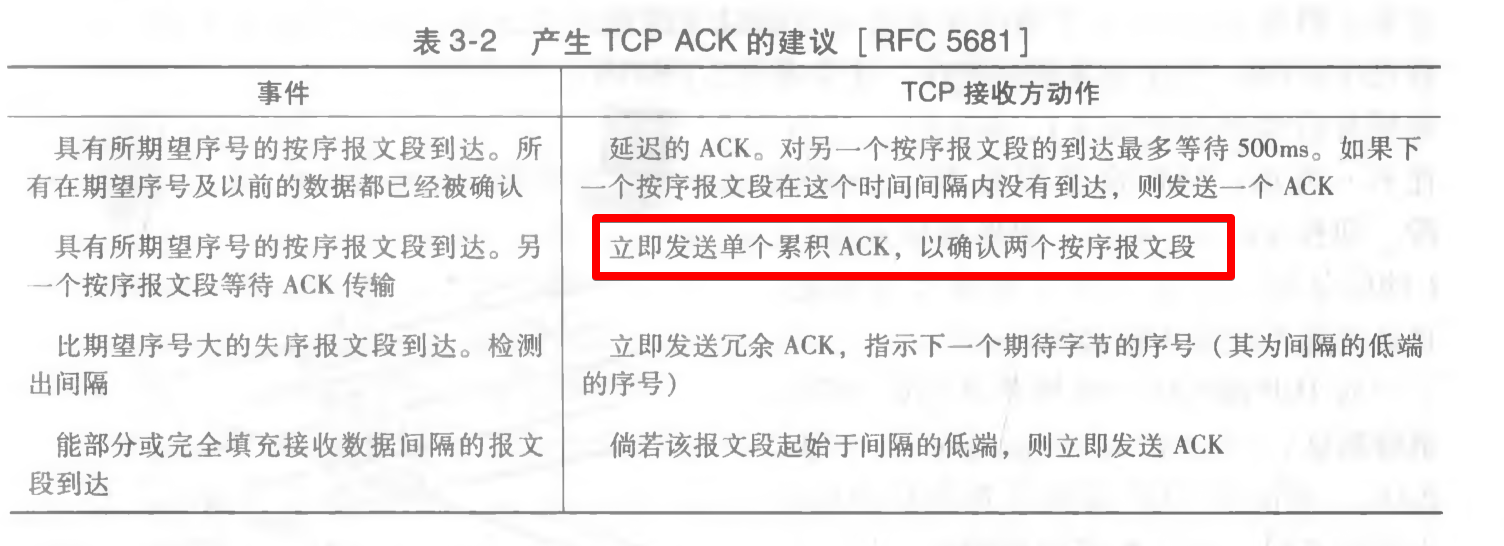 表 3-2 产生 TCP ACK 的建议 [RFC 5681]
事件
TCP 接收方动作
具有所期望序号的按序报文段到达。所
有在期望序号及以前的数据都已经被确认
延迟的 ACK。对另一个按序报文段的到达最多等待 500ms。如果下
一个按序报文段在这个时间间隔内没有到达，则发送一个 ACK
具有所期望序号的按序报文段到达。另
一个按序报文段等待 ACK 传输
立即发送单个累积 ACK，以确认两个按序报文段
比期望序号大的失序报文段到达。检测
出间隔
立即发送冗余 ACK，指示下一个期待字节的序号（其为间隔的低端
的序号）
能部分或完全填充接收数据间隔的报文
段到达
倘若该报文段起始于间隔的低端，则立即发送 ACK